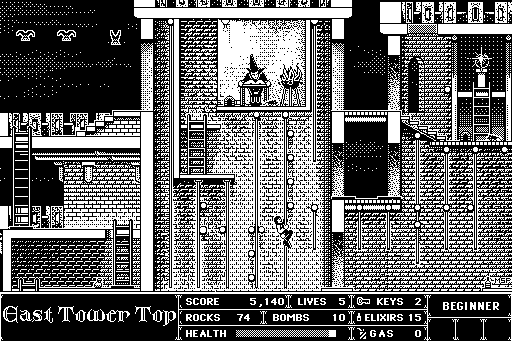 East Tower Top
SCORE 5,140 LIVES 5 KEYS 2
ROCKS 74 BOMBS 10 ELIXIRS 15
HEALTH GAS 0
BEGINNER